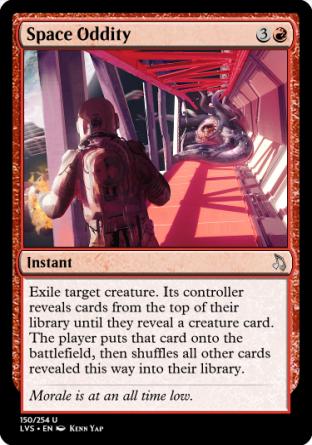 Space Oddity 3
Instant
Exile target creature. Its controller
reveals cards from the top of their
library until they reveal a creature card.
The player puts that card onto the
battlefield, then shuffles all other cards
revealed this way into their library.
Morale is at an all time low.
150/254 U
LVS • EN Kenn Yap